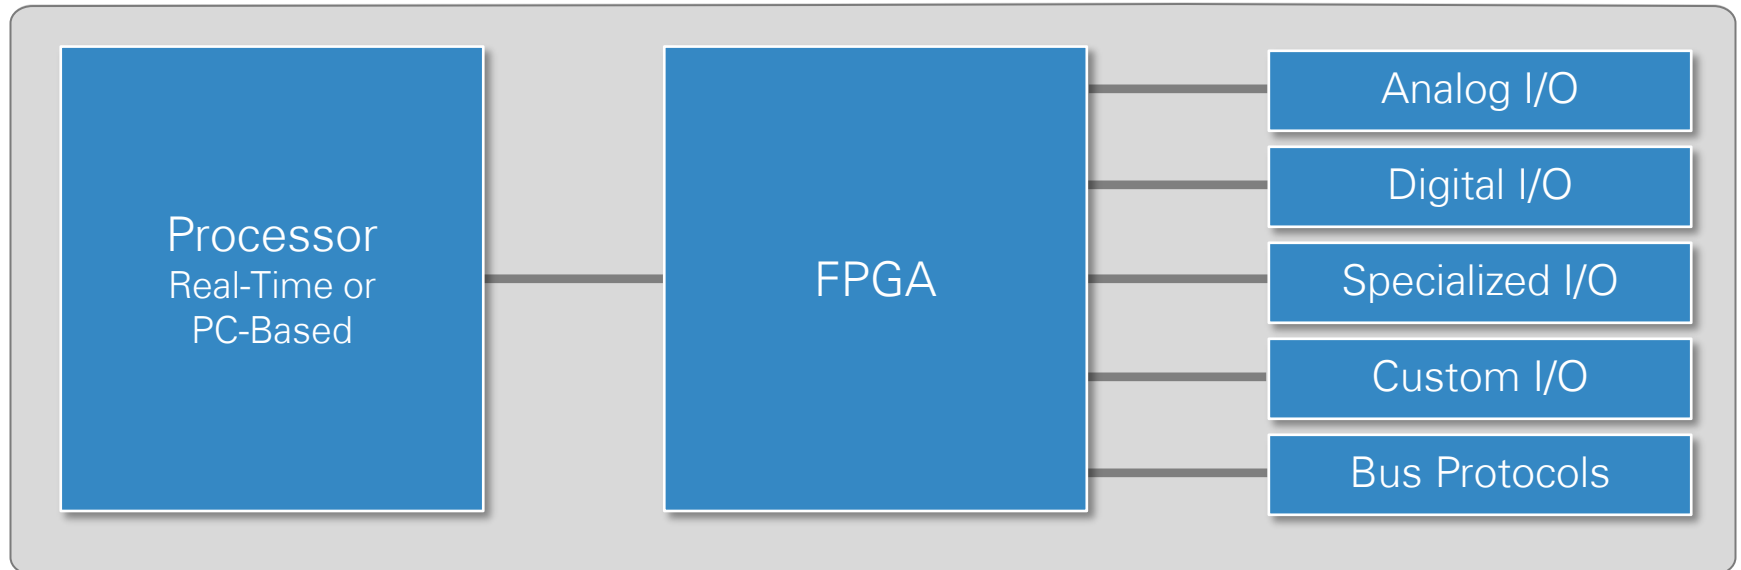 Processor
Real-Time or
PC-Based
FPGA
Analog I/O
Digital I/O
Specialized I/O
Custom I/O
Bus Protocols